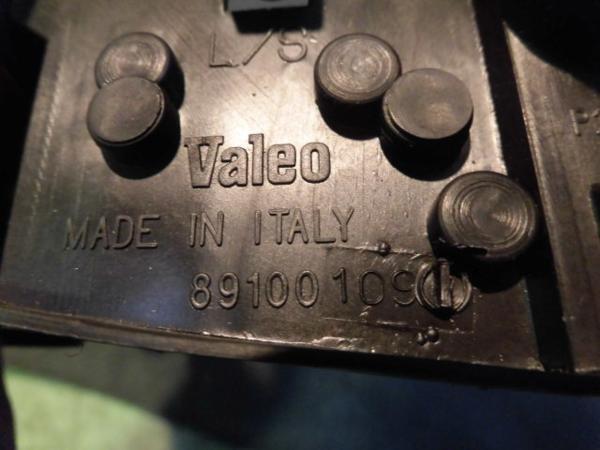 L/S
Valeo
MADE IN ITALY
89100109